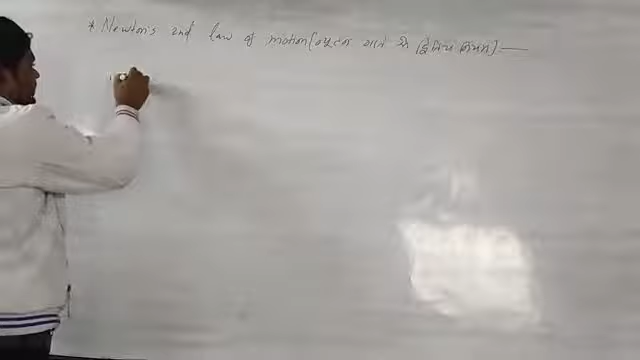 * Newton's 2nd law of motion [न्यूटन गति के द्वितीय नियम] —